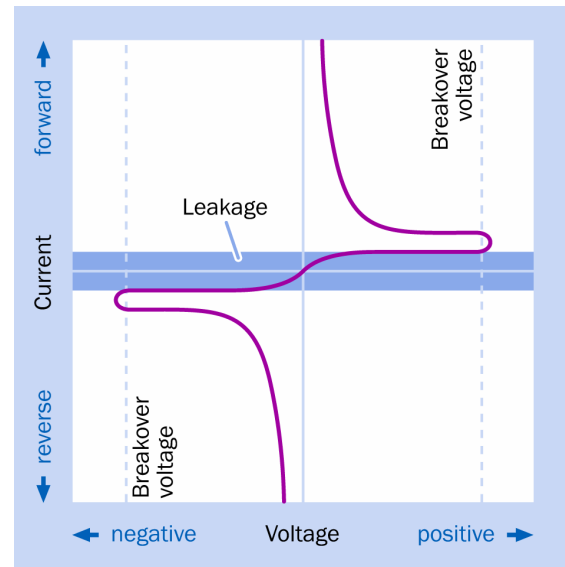 forward
Breakover
voltage
Leakage
Current
reverse
Breakover
voltage
negative
Voltage
positive